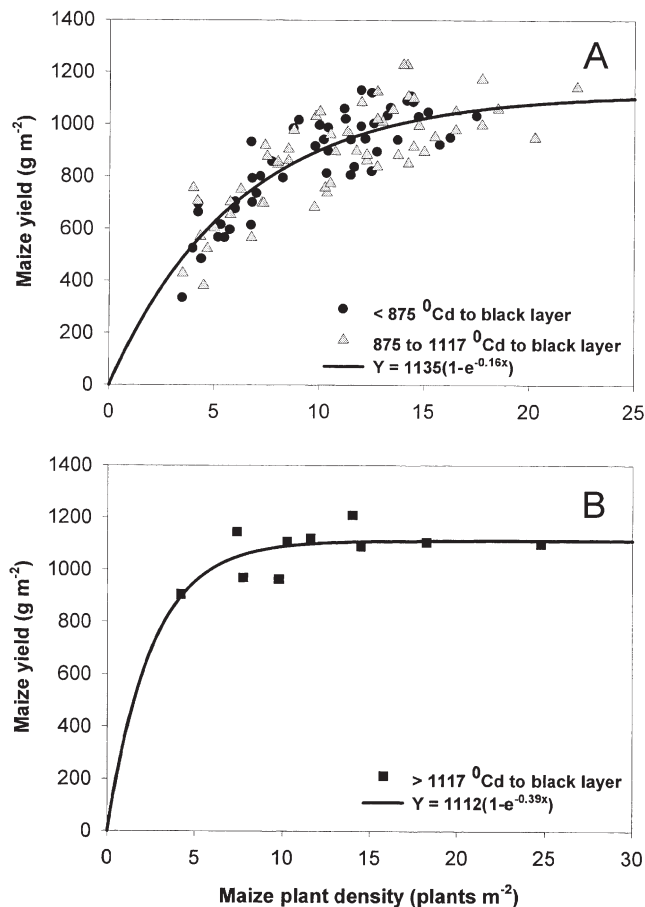 A
Maize yield (g m⁻²)
1400
1200
1000
800
600
400
200
0
< 875 ⁰Cd to black layer
875 to 1117 ⁰Cd to black layer
Y = 1135(1-e⁻⁰·¹⁶ˣ)
0 5 10 15 20 25
B
Maize yield (g m⁻²)
1400
1200
1000
800
600
400
200
0
> 1117 ⁰Cd to black layer
Y = 1112(1-e⁻⁰·³⁹ˣ)
0 5 10 15 20 25 30
Maize plant density (plants m⁻²)